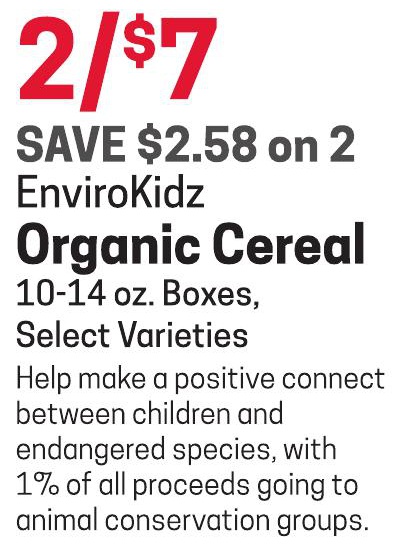 2/$7
SAVE $2.58 on 2
EnviroKidz
Organic Cereal
10-14 oz. Boxes,
Select Varieties
Help make a positive connect
between children and
endangered species, with
1% of all proceeds going to
animal conservation groups.